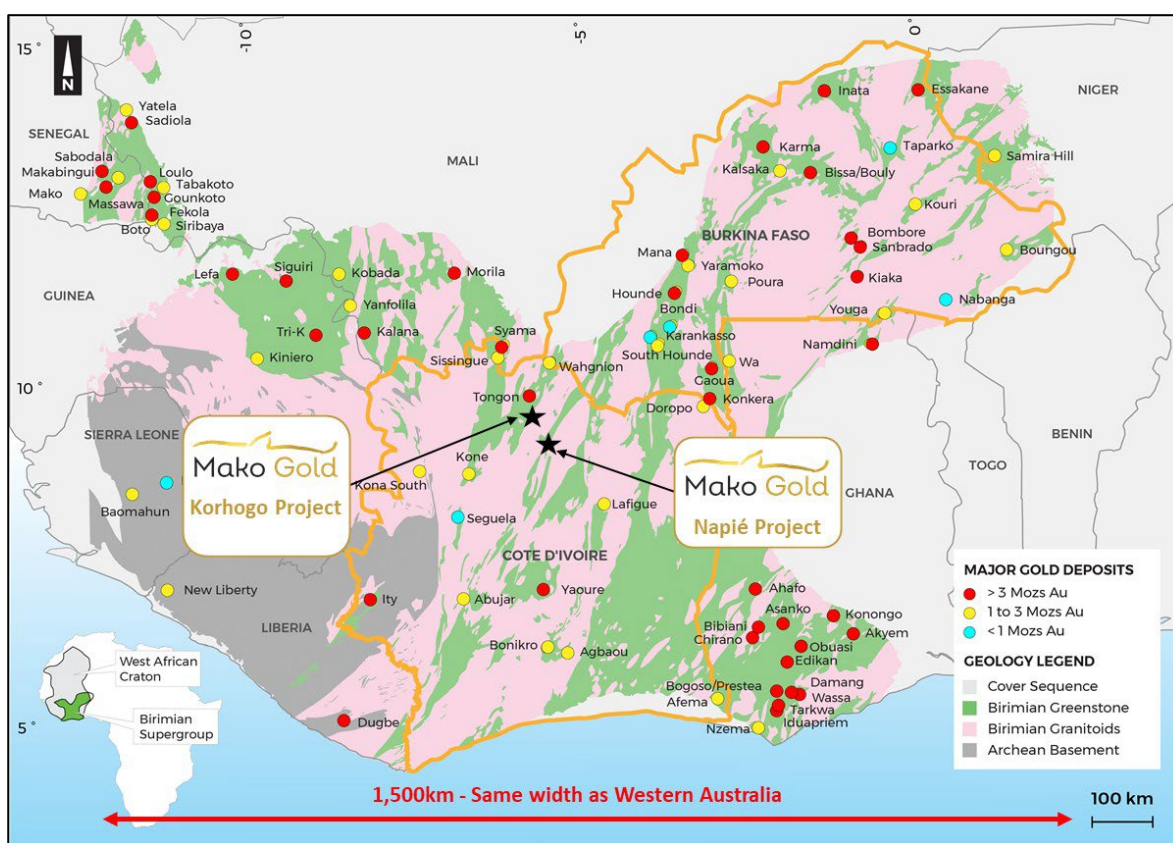 -10
-5
0
15°
N
Yatela
Sadiola
SENEGAL
Sabodala
Makabingui
Mako
Massawa
Loulo
Tabakoto
Gounkoto
Fekola
Boto
Siribaya
MALI
Inata
Essakane
NIGER
Karma
Taparko
Samira Hill
Kalsaka
Bissa/Bouly
Kouri
BURKINA FASO
Bombore
Sanbrado
Boungou
Mana
Yaramoko
Kiaka
Poura
Hounde
Nabanga
Bondi
Youga
Karankasso
South Hounde
Namdini
Lefa
Siguiri
Kobada
Morila
GUINEA
Yanfolila
Tri-K
Kalana
Syama
Kiniero
Sissingue
Wahgnion
Wa
Gaoua
10°
Tongon
Konkera
Doropo
SIERRA LEONE
BENIN
TOGO
GHANA
Mako Gold
Korhogo Project
Mako Gold
Napié Project
Baomahun
Kona South
Kone
Lafigue
Seguela
COTE D'IVOIRE
New Liberty
Ity
Abujar
Yaoure
LIBERIA
Bonikro
Agbaou
Ahafo
Asanko
Konongo
Bibiani
Chirano
Akyem
Obuasi
Edikan
Damang
Bogoso/Prestea
Wassa
Afema
Tarkwa
Iduapriem
Nzema
Dugbe
5°
MAJOR GOLD DEPOSITS
> 3 Mozs Au
1 to 3 Mozs Au
< 1 Mozs Au
GEOLOGY LEGEND
Cover Sequence
Birimian Greenstone
Birimian Granitoids
Archean Basement
West African
Craton
Birimian
Supergroup
1,500km - Same width as Western Australia
100 km